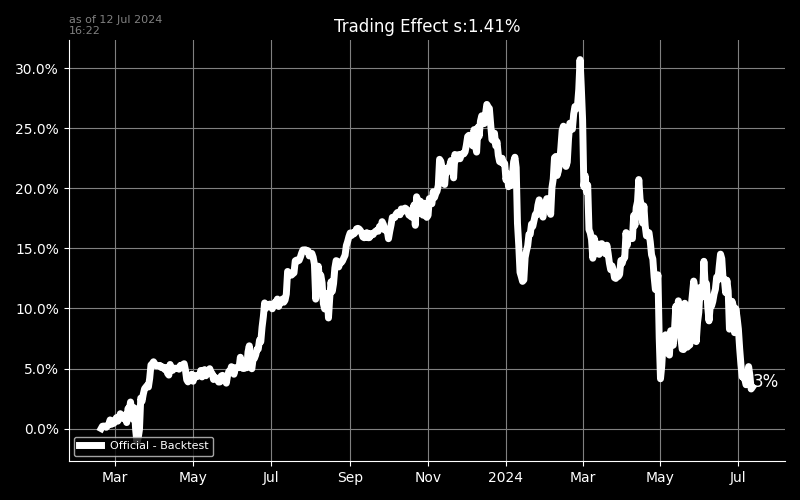 as of 12 Jul 2024
16:22
Trading Effect s:1.41%
30.0%
25.0%
20.0%
15.0%
10.0%
5.0%
0.0%
3%
Official - Backtest
Mar May Jul Sep Nov 2024 Mar May Jul